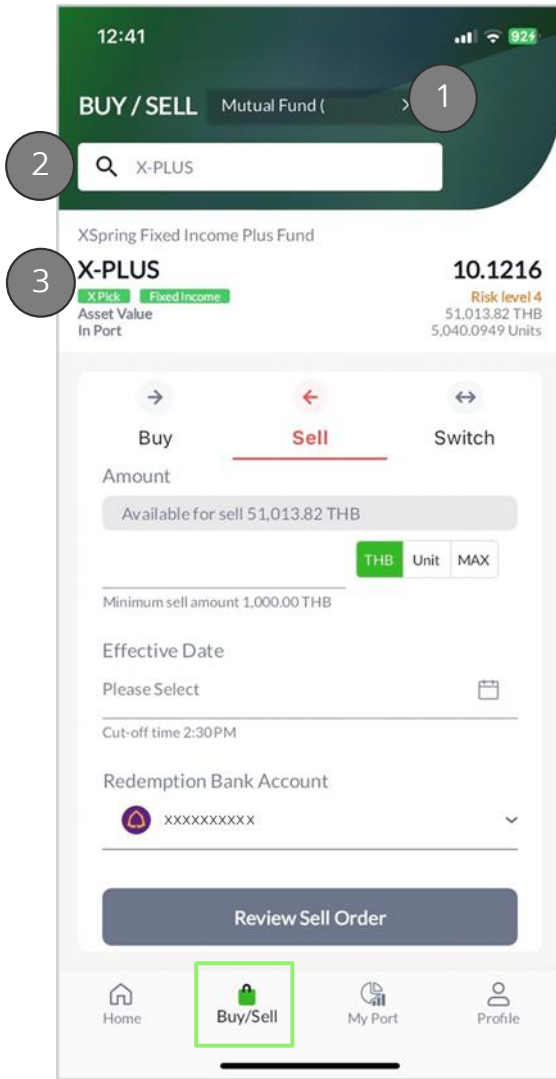 12:41
92
BUY / SELL Mutual Fund (
1
2
X-PLUS
XSpring Fixed Income Plus Fund
3
X-PLUS 10.1216
X Pick Fixed Income Risk level 4
Asset Value 51,013.82 THB
In Port 5,040.0949 Units
Buy Sell Switch
Amount
Available for sell 51,013.82 THB
THB Unit MAX
Minimum sell amount 1,000.00 THB
Effective Date
Please Select
Cut-off time 2:30PM
Redemption Bank Account
xxxxxxxxxx
Review Sell Order
Home Buy/Sell My Port Profile